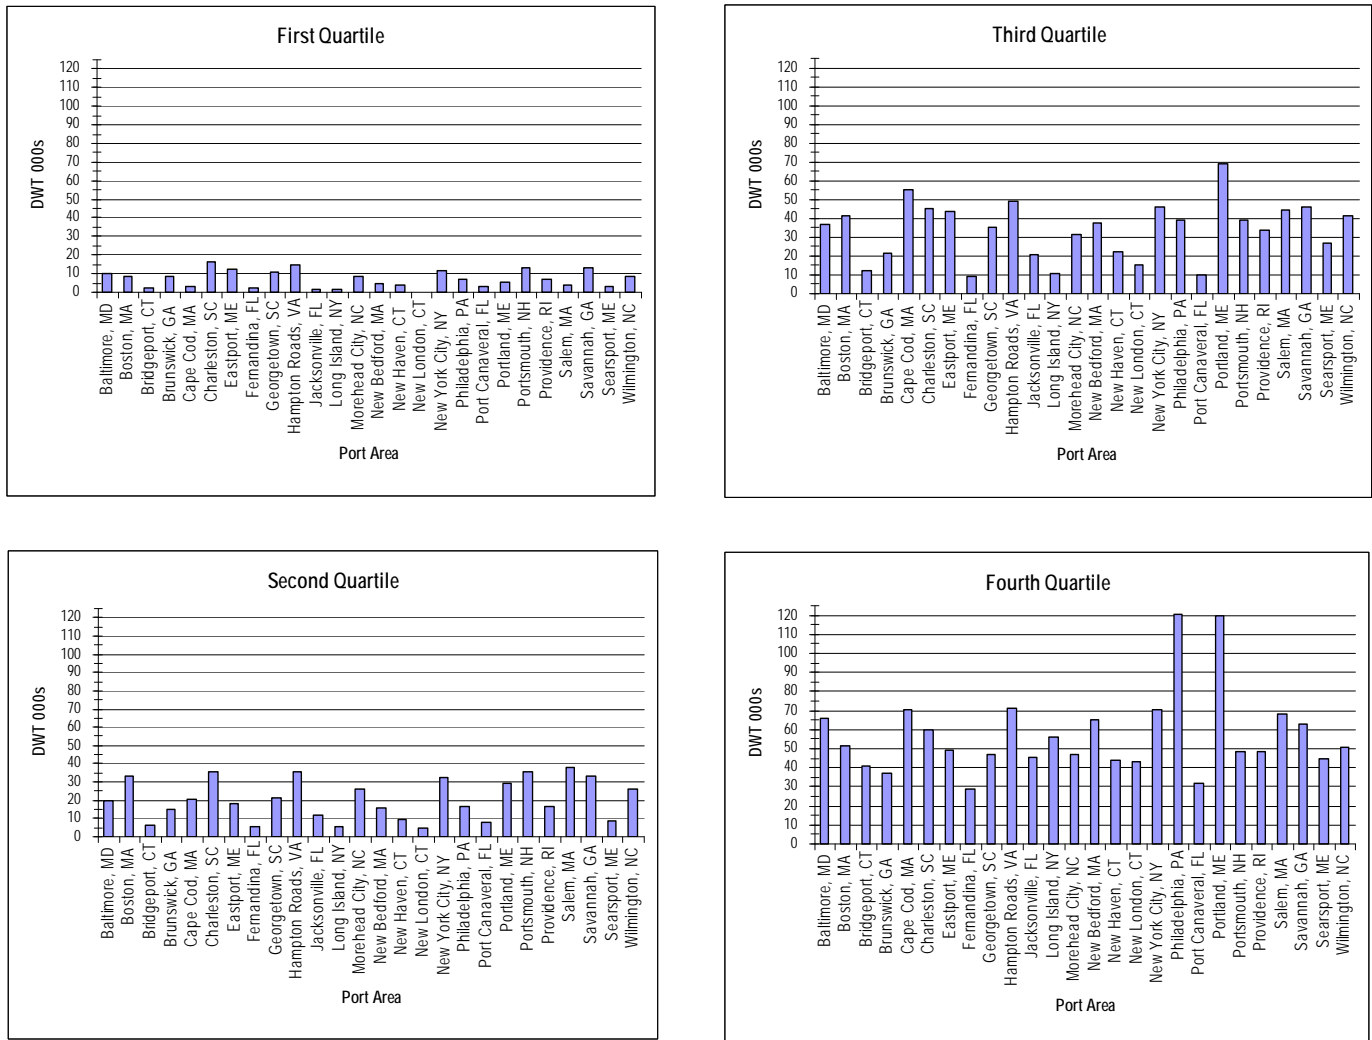 First Quartile
120
110
100
90
80
70
60
50
40
30
20
10
0
DWT 000s
Baltimore, MD
Boston, MA
Bridgeport, CT
Brunswick, GA
Cape Cod, MA
Charleston, SC
Eastport, ME
Fernandina, FL
Georgetown, SC
Hampton Roads, VA
Jacksonville, FL
Long Island, NY
Morehead City, NC
New Bedford, MA
New Haven, CT
New London, CT
New York City, NY
Philadelphia, PA
Port Canaveral, FL
Portland, ME
Portsmouth, NH
Providence, RI
Salem, MA
Savannah, GA
Searsport, ME
Wilmington, NC
Port Area
Third Quartile
120
110
100
90
80
70
60
50
40
30
20
10
0
DWT 000s
Baltimore, MD
Boston, MA
Bridgeport, CT
Brunswick, GA
Cape Cod, MA
Charleston, SC
Eastport, ME
Fernandina, FL
Georgetown, SC
Hampton Roads, VA
Jacksonville, FL
Long Island, NY
Morehead City, NC
New Bedford, MA
New Haven, CT
New London, CT
New York City, NY
Philadelphia, PA
Port Canaveral, FL
Portland, ME
Portsmouth, NH
Providence, RI
Salem, MA
Savannah, GA
Searsport, ME
Wilmington, NC
Port Area
Second Quartile
120
110
100
90
80
70
60
50
40
30
20
10
0
DWT 000s
Baltimore, MD
Boston, MA
Bridgeport, CT
Brunswick, GA
Cape Cod, MA
Charleston, SC
Eastport, ME
Fernandina, FL
Georgetown, SC
Hampton Roads, VA
Jacksonville, FL
Long Island, NY
Morehead City, NC
New Bedford, MA
New Haven, CT
New London, CT
New York City, NY
Philadelphia, PA
Port Canaveral, FL
Portland, ME
Portsmouth, NH
Providence, RI
Salem, MA
Savannah, GA
Searsport, ME
Wilmington, NC
Port Area
Fourth Quartile
120
110
100
90
80
70
60
50
40
30
20
10
0
DWT 000s
Baltimore, MD
Boston, MA
Bridgeport, CT
Brunswick, GA
Cape Cod, MA
Charleston, SC
Eastport, ME
Fernandina, FL
Georgetown, SC
Hampton Roads, VA
Jacksonville, FL
Long Island, NY
Morehead City, NC
New Bedford, MA
New Haven, CT
New London, CT
New York City, NY
Philadelphia, PA
Port Canaveral, FL
Portland, ME
Portsmouth, NH
Providence, RI
Salem, MA
Savannah, GA
Searsport, ME
Wilmington, NC
Port Area